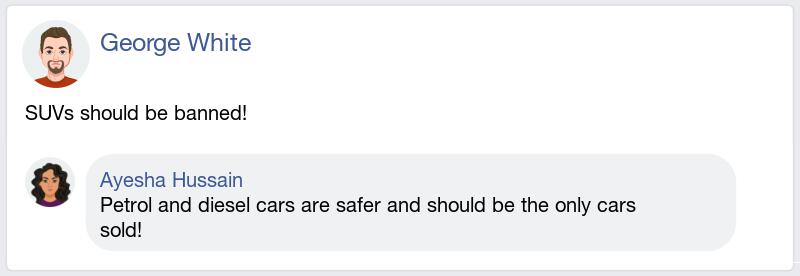 George White
SUVs should be banned!
Ayesha Hussain
Petrol and diesel cars are safer and should be the only cars
sold!